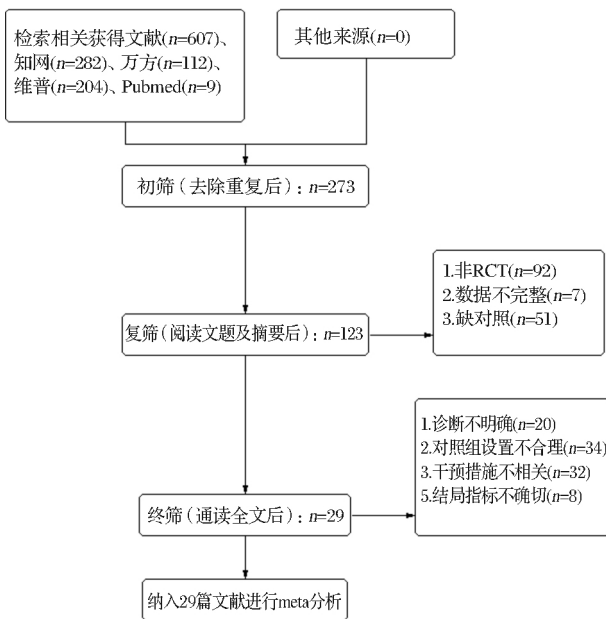 检索相关获得文献(n=607)、
知网(n=282)、万方(n=112)、
维普(n=204)、Pubmed(n=9)
其他来源(n=0)
初筛(去除重复后)：n=273
1.非RCT(n=92)
2.数据不完整(n=7)
3.缺对照(n=51)
复筛(阅读文题及摘要后)：n=123
1.诊断不明确(n=20)
2.对照组设置不合理(n=34)
3.干预措施不相关(n=32)
5.结局指标不确切(n=8)
终筛(通读全文后)：n=29
纳入29篇文献进行meta分析